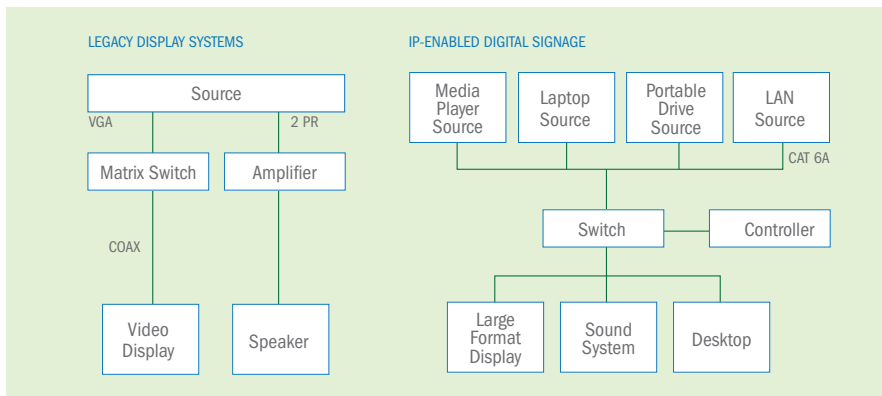 LEGACY DISPLAY SYSTEMS
Source
VGA
2 PR
Matrix Switch
Amplifier
COAX
Video
Display
Speaker
IP-ENABLED DIGITAL SIGNAGE
Media
Player
Source
Laptop
Source
Portable
Drive
Source
LAN
Source
CAT 6A
Switch
Controller
Large
Format
Display
Sound
System
Desktop